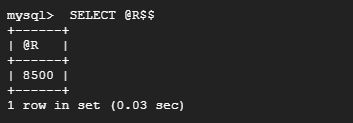 mysql>  SELECT @R$$
+------+
| @R   |
+------+
| 8500 |
+------+
1 row in set (0.03 sec)